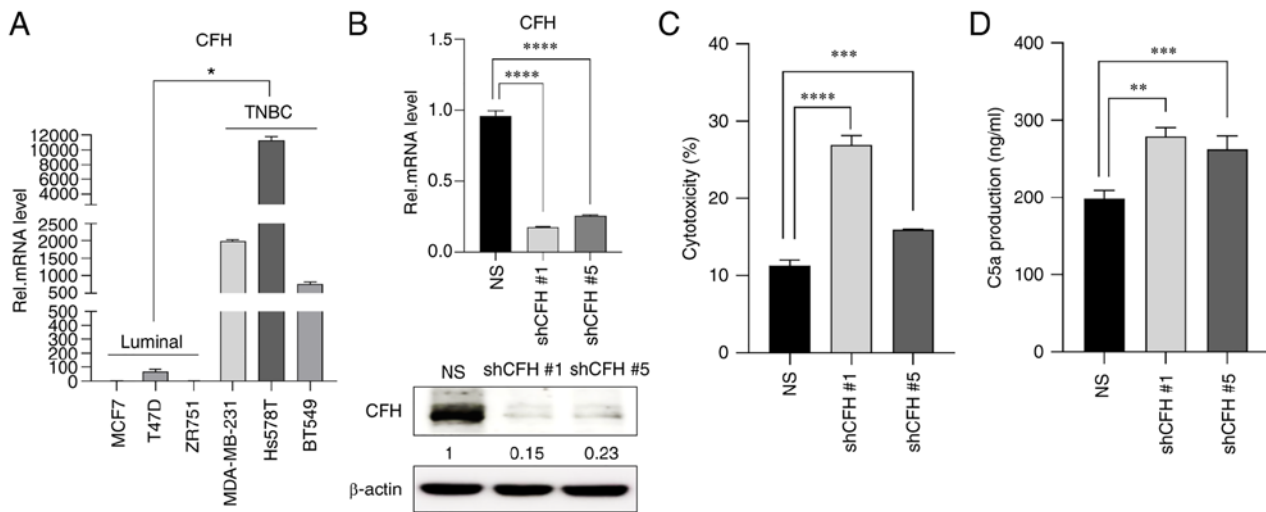 A
CFH
*
TNBC
Rel.mRNA level
12000
10000
8000
6000
4000
2500
2000
1500
1000
500
500
400
300
200
100
0
Luminal
MCF7
T47D
ZR751
MDA-MB-231
Hs578T
BT549
B
CFH
****
****
Rel.mRNA level
1.5
1.0
0.5
0.0
NS
shCFH #1
shCFH #5
NS shCFH #1 shCFH #5
CFH
1 0.15 0.23
β-actin
C
***
****
Cytotoxicity (%)
40
30
20
10
0
NS
shCFH #1
shCFH #5
D
***
**
C5a production (ng/ml)
400
300
200
100
0
NS
shCFH #1
shCFH #5